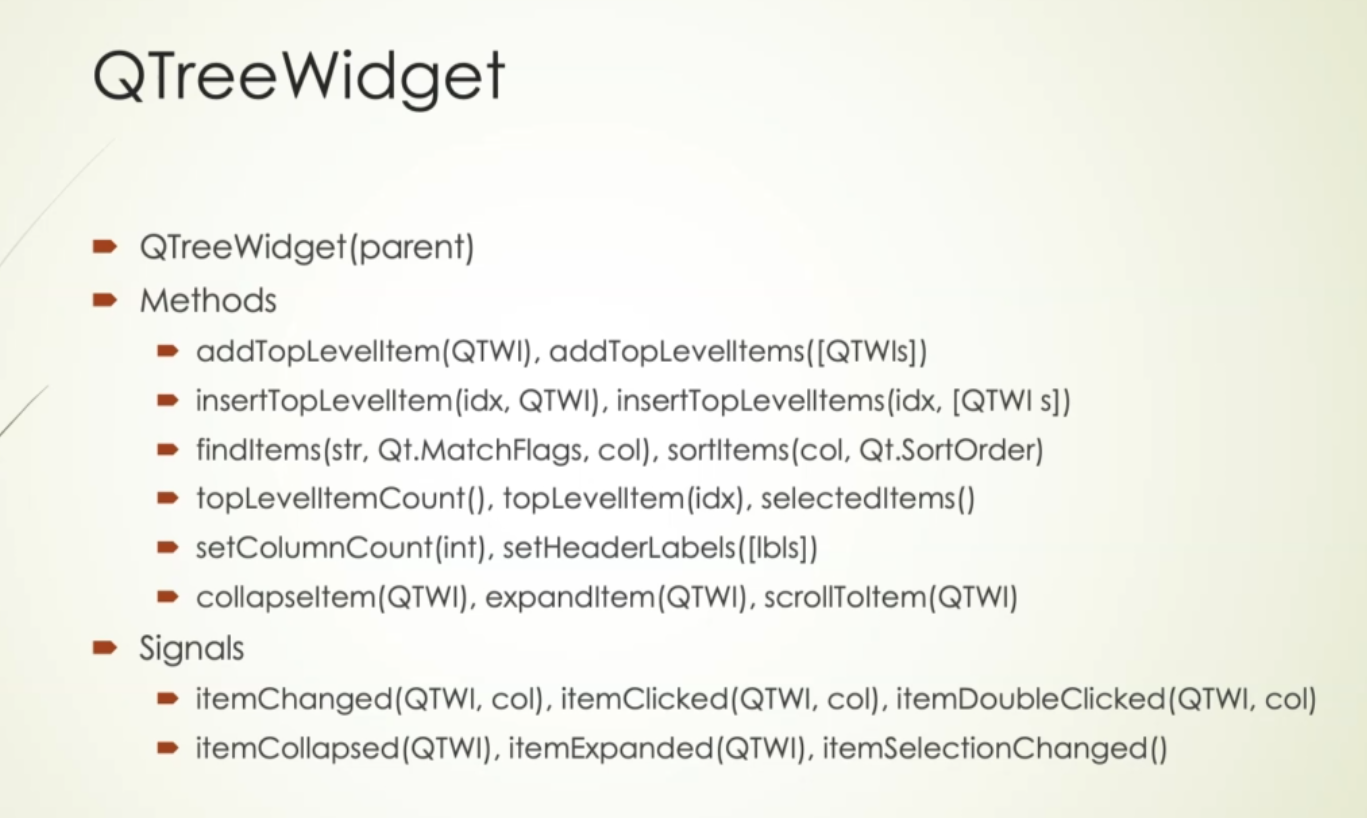 QTreeWidget
QTreeWidget(parent)
Methods
addTopLevelItem(QTWI), addTopLevelItems([QTWIs])
insertTopLevelItem(idx, QTWI), insertTopLevelItems(idx, [QTWI s])
findItems(str, Qt.MatchFlags, col), sortItems(col, Qt.SortOrder)
topLevelItemCount(), topLevelItem(idx), selectedItems()
setColumnCount(int), setHeaderLabels([lbls])
collapseItem(QTWI), expandItem(QTWI), scrollToItem(QTWI)
Signals
itemChanged(QTWI, col), itemClicked(QTWI, col), itemDoubleClicked(QTWI, col)
itemCollapsed(QTWI), itemExpanded(QTWI), itemSelectionChanged()